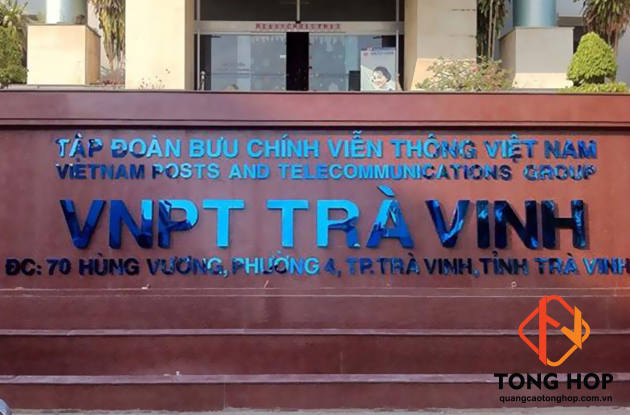 TẬP ĐOÀN BƯU CHÍNH VIỄN THÔNG VIỆT NAM
VIETNAM POSTS AND TELECOMMUNICATIONS GROUP
VNPT TRÀ VINH
ĐC: 70 HÙNG VƯƠNG, PHƯỜNG 4, TP.TRÀ VINH, TỈNH TRÀ VINH
TONG HOP
quangcaotonghop.com.vn